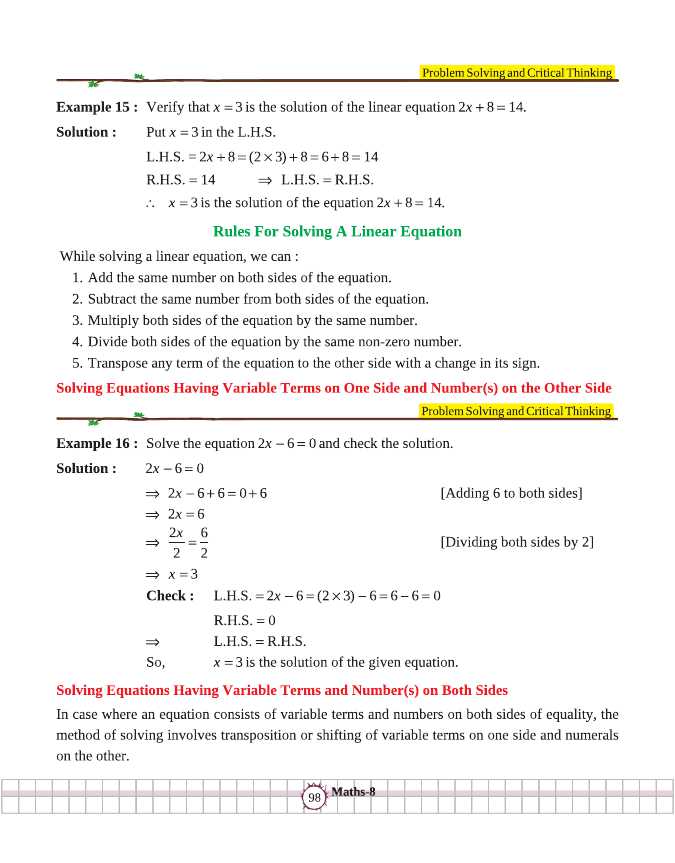 Problem Solving and Critical Thinking
Example 15 : Verify that x = 3 is the solution of the linear equation 2x + 8 = 14.
Solution : Put x = 3 in the L.H.S.
L.H.S. = 2x + 8 = (2 × 3) + 8 = 6 + 8 = 14
R.H.S. = 14 ⇒ L.H.S. = R.H.S.
∴ x = 3 is the solution of the equation 2x + 8 = 14.
Rules For Solving A Linear Equation
While solving a linear equation, we can :
1. Add the same number on both sides of the equation.
2. Subtract the same number from both sides of the equation.
3. Multiply both sides of the equation by the same number.
4. Divide both sides of the equation by the same non-zero number.
5. Transpose any term of the equation to the other side with a change in its sign.
Solving Equations Having Variable Terms on One Side and Number(s) on the Other Side
Problem Solving and Critical Thinking
Example 16 : Solve the equation 2x − 6 = 0 and check the solution.
Solution : 2x − 6 = 0
⇒ 2x − 6 + 6 = 0 + 6 [Adding 6 to both sides]
⇒ 2x = 6
⇒ 2x/2 = 6/2 [Dividing both sides by 2]
⇒ x = 3
Check : L.H.S. = 2x − 6 = (2 × 3) − 6 = 6 − 6 = 0
R.H.S. = 0
⇒ L.H.S. = R.H.S.
So, x = 3 is the solution of the given equation.
Solving Equations Having Variable Terms and Number(s) on Both Sides
In case where an equation consists of variable terms and numbers on both sides of equality, the
method of solving involves transposition or shifting of variable terms on one side and numerals
on the other.
98 Maths-8